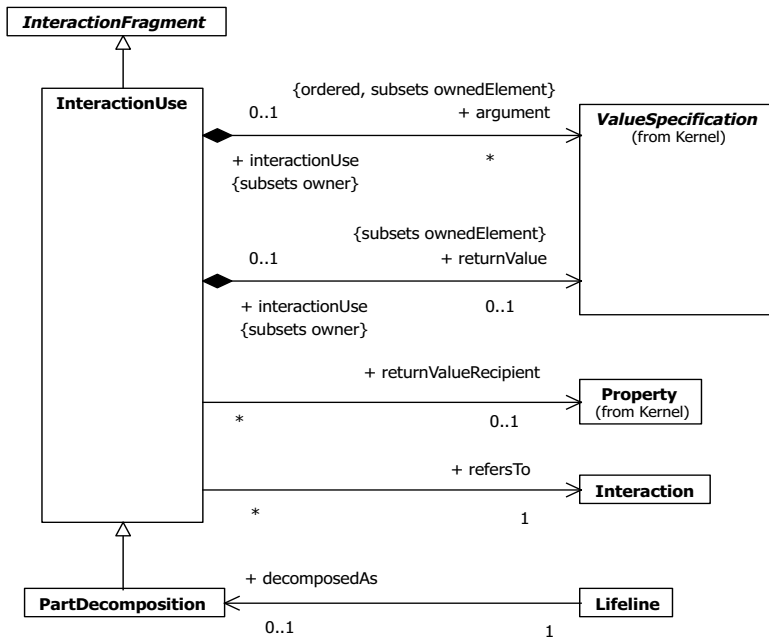 InteractionFragment
InteractionUse
{ordered, subsets ownedElement}
0..1
+ argument
+ interactionUse
*
{subsets owner}
ValueSpecification
(from Kernel)
{subsets ownedElement}
0..1
+ returnValue
+ interactionUse
0..1
{subsets owner}
+ returnValueRecipient
*
0..1
Property
(from Kernel)
+ refersTo
*
1
Interaction
+ decomposedAs
PartDecomposition
Lifeline
0..1
1